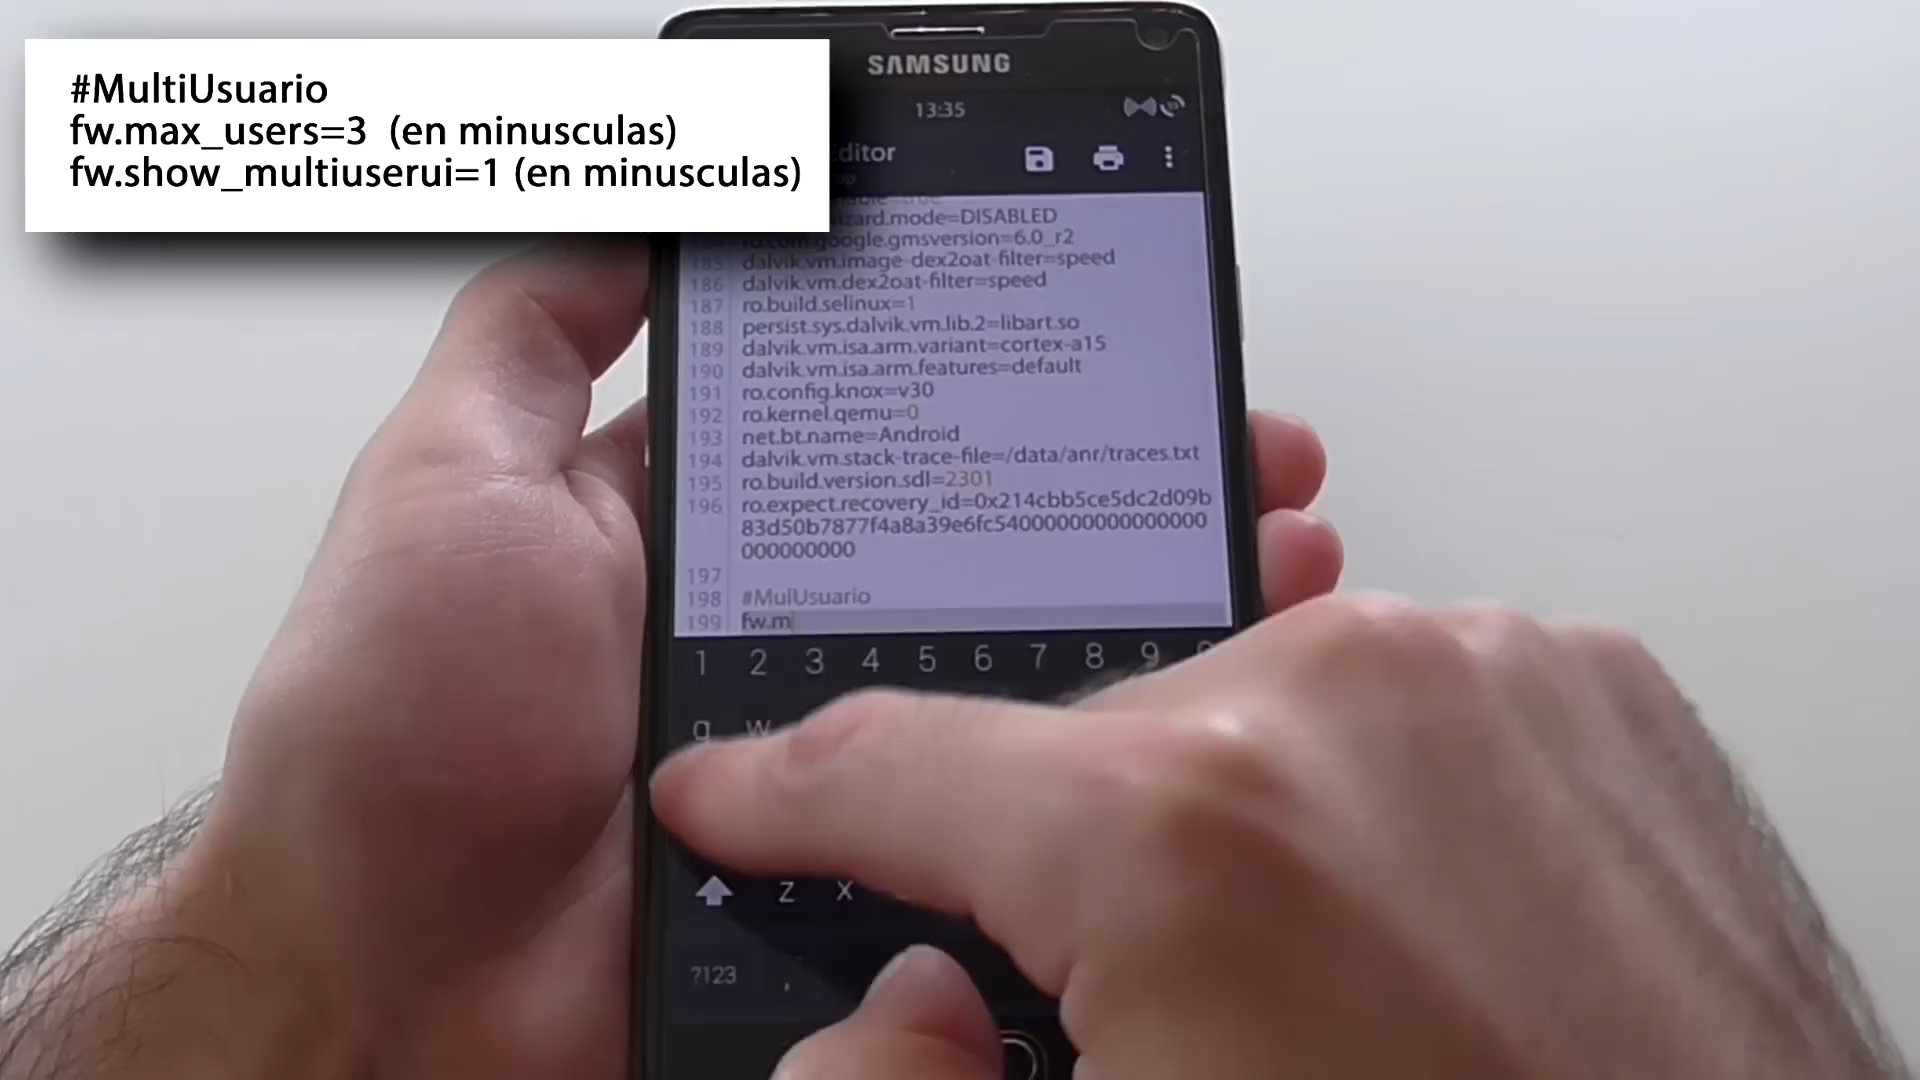 #MultiUsuario
fw.max_users=3 (en minusculas)
fw.show_multiuserui=1 (en minusculas)
SAMSUNG
13:35
ditor
zard.mode=DISABLED
ro.com.google.gmsversion=6.0_r2
185 dalvik.vm.image-dex2oat-filter=speed
186 dalvik.vm.dex2oat-filter=speed
187 ro.build.selinux=1
188 persist.sys.dalvik.vm.lib.2=libart.so
189 dalvik.vm.isa.arm.variant=cortex-a15
190 dalvik.vm.isa.arm.features=default
191 ro.config.knox=v30
192 ro.kernel.qemu=0
193 net.bt.name=Android
194 dalvik.vm.stack-trace-file=/data/anr/traces.txt
195 ro.build.version.sdl=2301
196 ro.expect.recovery_id=0x214cbb5ce5dc2d09b
83d50b7877f4a8a39e6fc54000000000000000
000000000
197
198 #MulUsuario
199 fw.m
1 2 3 4 5 6 7 8 9
q w
z x
?123 ,